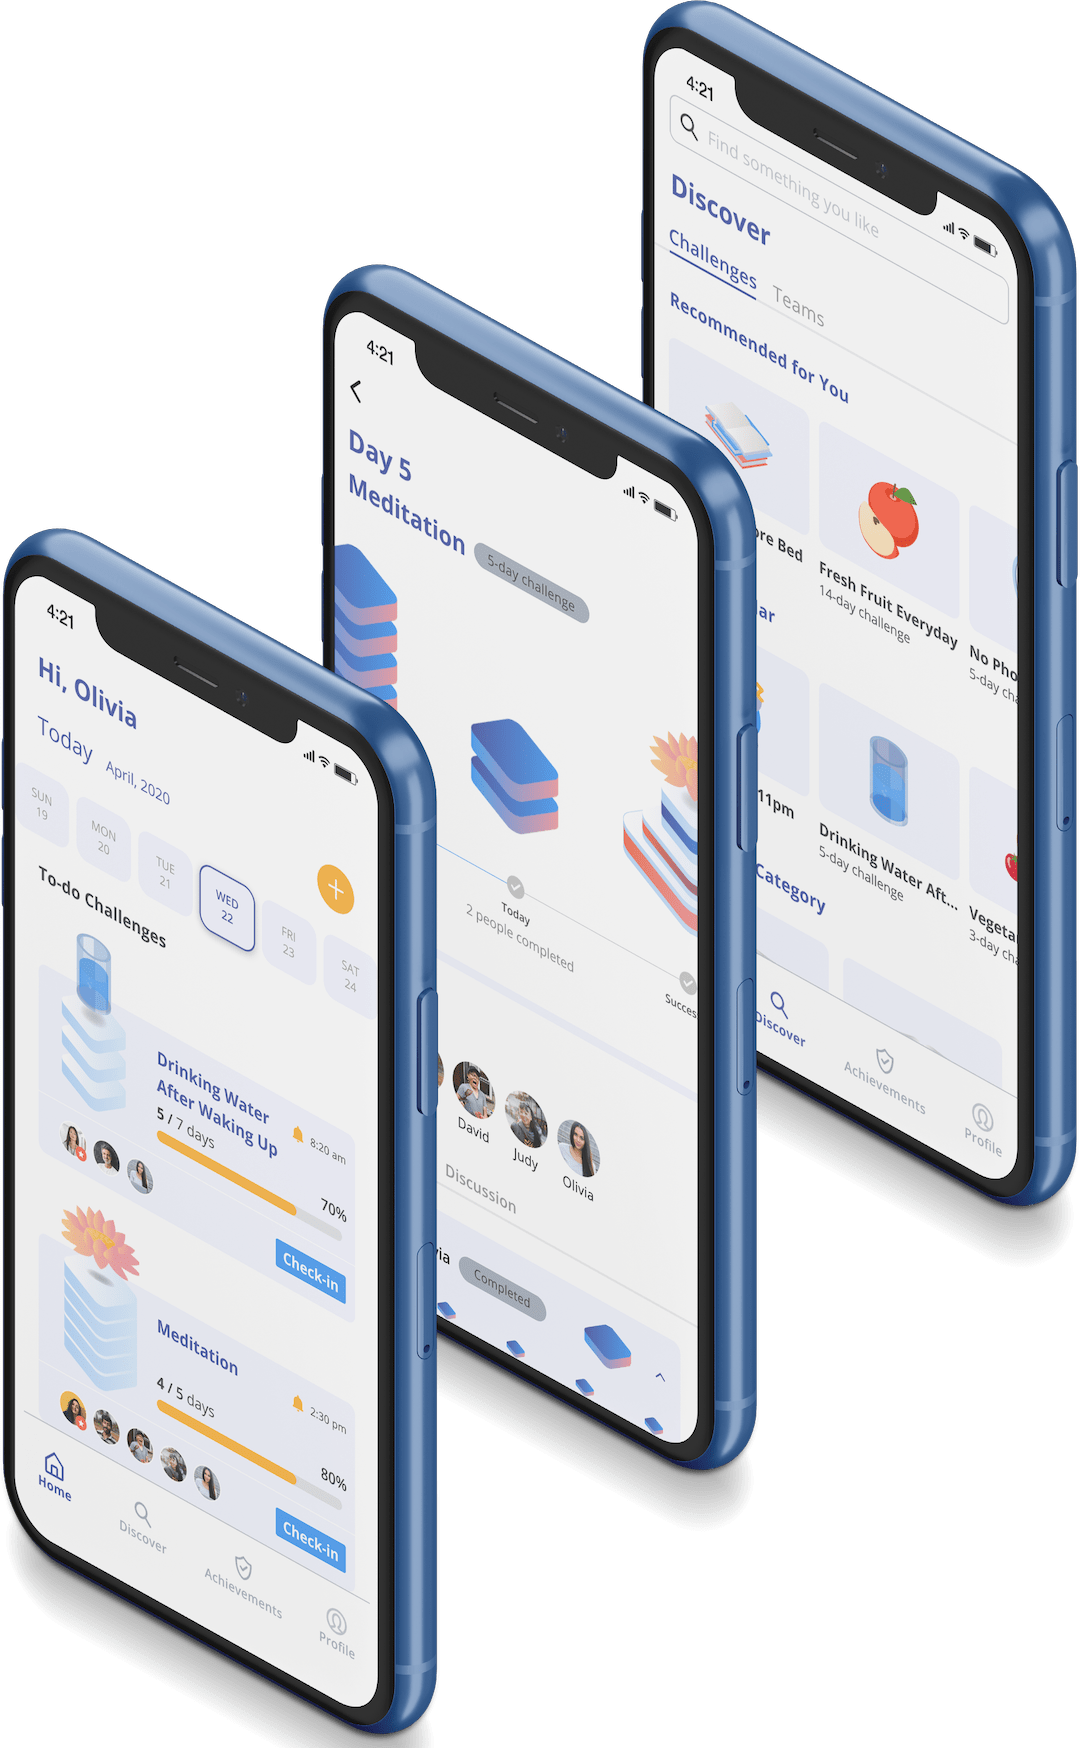 4:21
Hi, Olivia
Today April, 2020
SUN
19
MON
20
TUE
21
WED
22
FRI
23
SAT
24
To-do Challenges
Drinking Water
After Waking Up
5 / 7 days
8:20 am
70%
Check-in
Meditation
4 / 5 days
2:30 pm
80%
Check-in
Home
Discover
Achievements
Profile
4:21
Day 5
Meditation
5-day challenge
Today
2 people completed
Succes
David
Judy
Olivia
Discussion
via
Completed
4:21
Find something you like
Discover
Challenges
Teams
Recommended for You
ore Bed
Fresh Fruit Everyday
14-day challenge
No Pho
5-day cha
lar
11pm
Drinking Water Aft...
5-day challenge
Vegeta
3-day cha
Category
Discover
Achievements
Profile